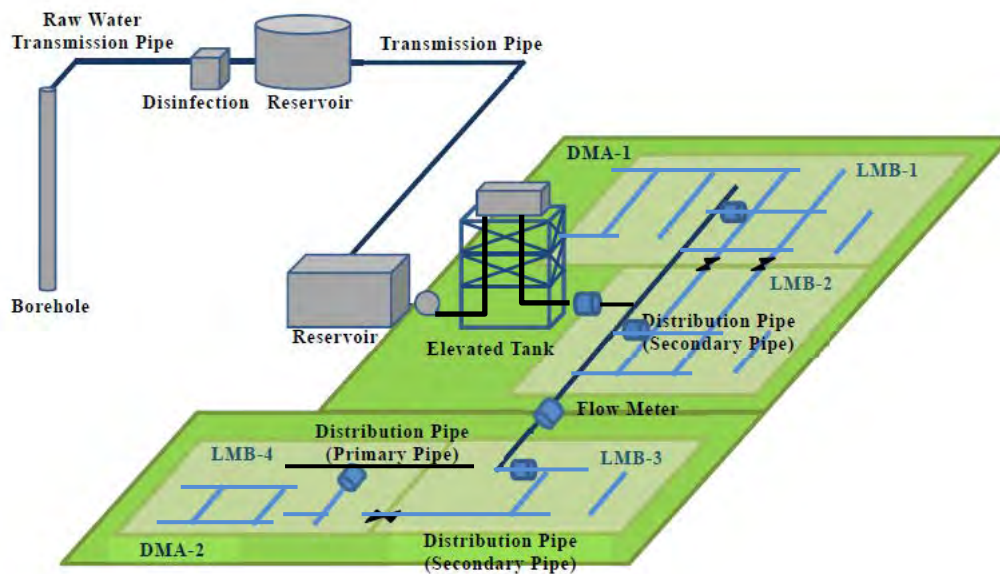 Raw Water
Transmission Pipe
Transmission Pipe
Disinfection
Reservoir
DMA-1
LMB-1
Borehole
LMB-2
Reservoir
Distribution Pipe
(Secondary Pipe)
Elevated Tank
Flow Meter
Distribution Pipe
(Primary Pipe)
LMB-4
LMB-3
Distribution Pipe
(Secondary Pipe)
DMA-2